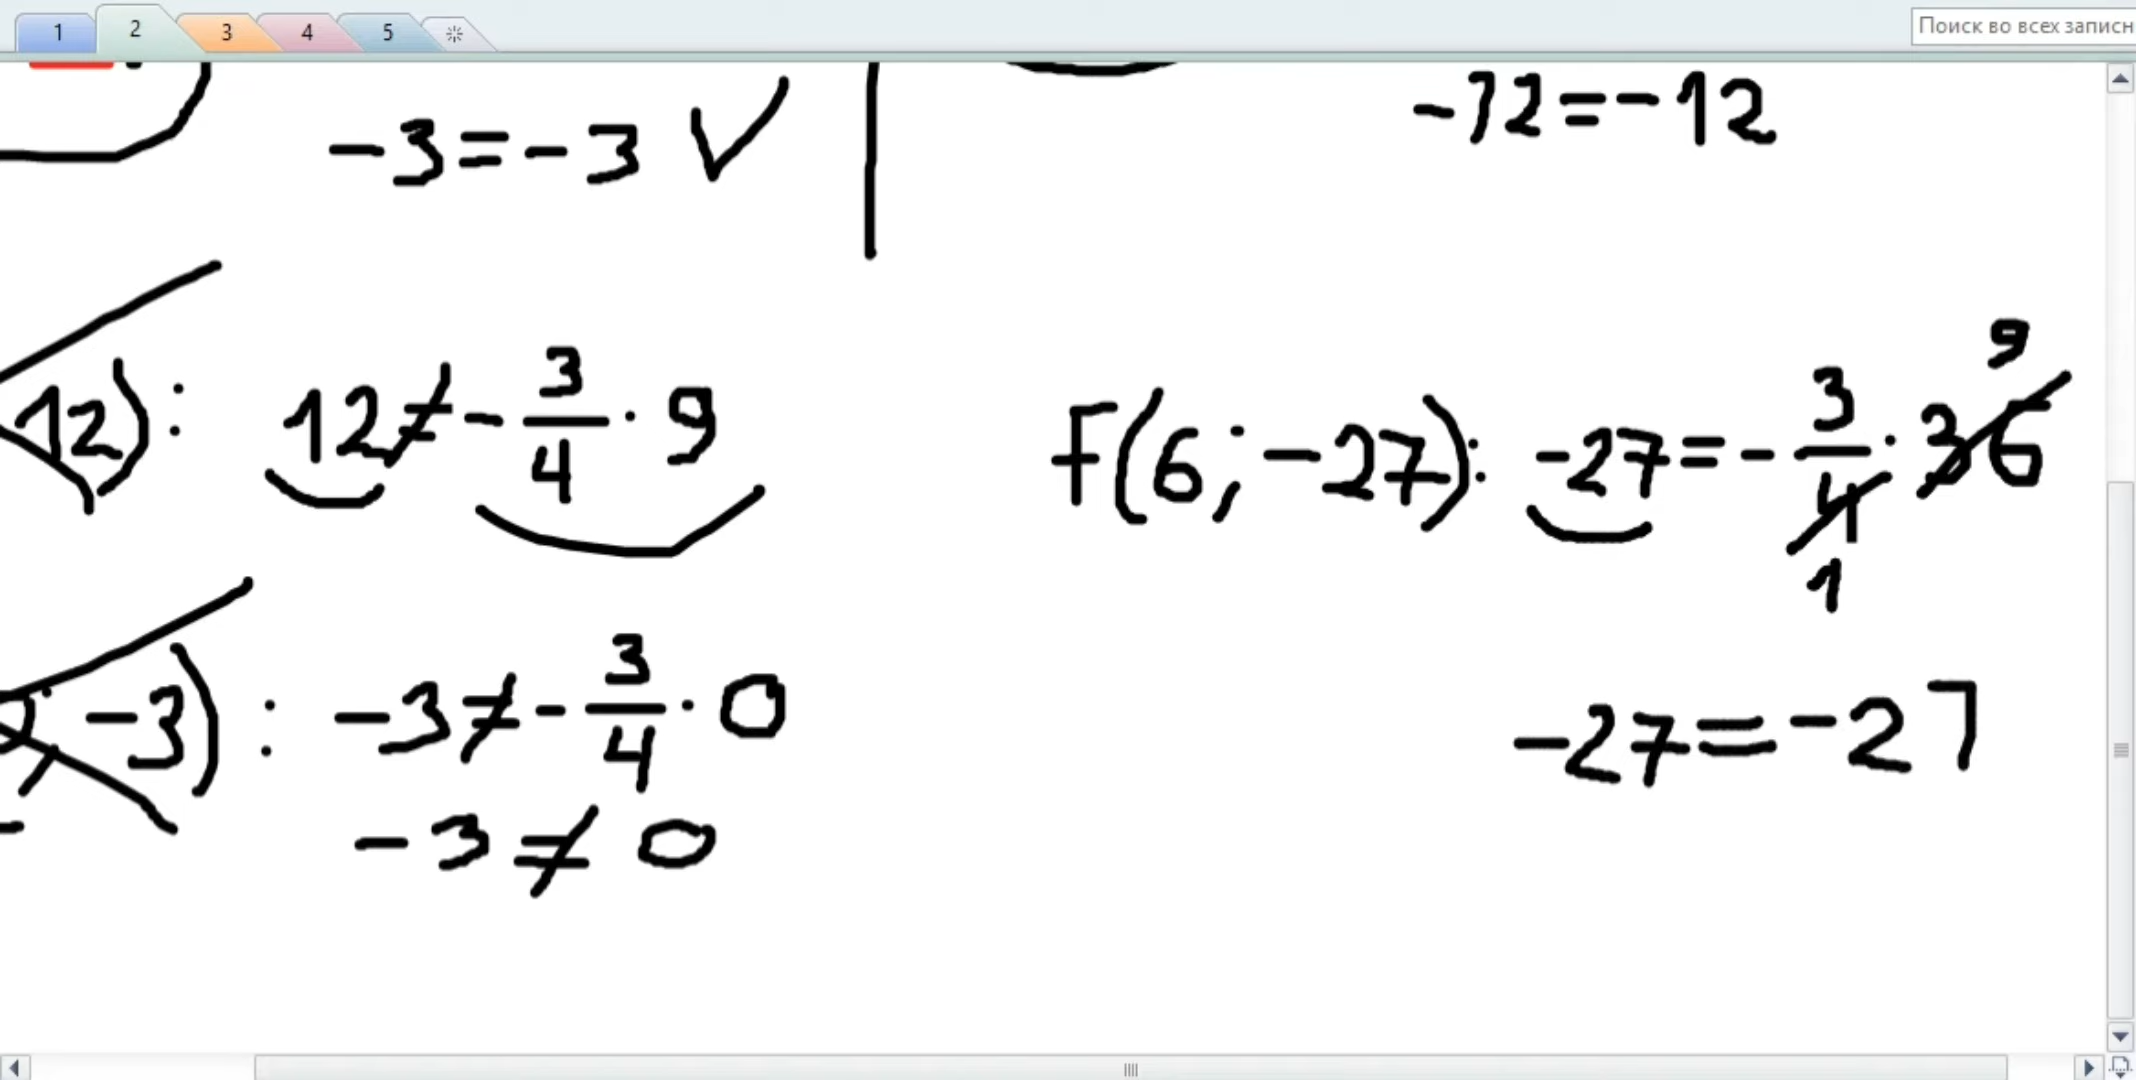 1 2 3 4 5
Поиск во всех записн
-3=-3 ✓
-12=-12
12): 12≠-3/4·9
F(6;-27): -27=-3/4·36 9 1
-3): -3≠-3/4·0
-27=-27
-3≠0